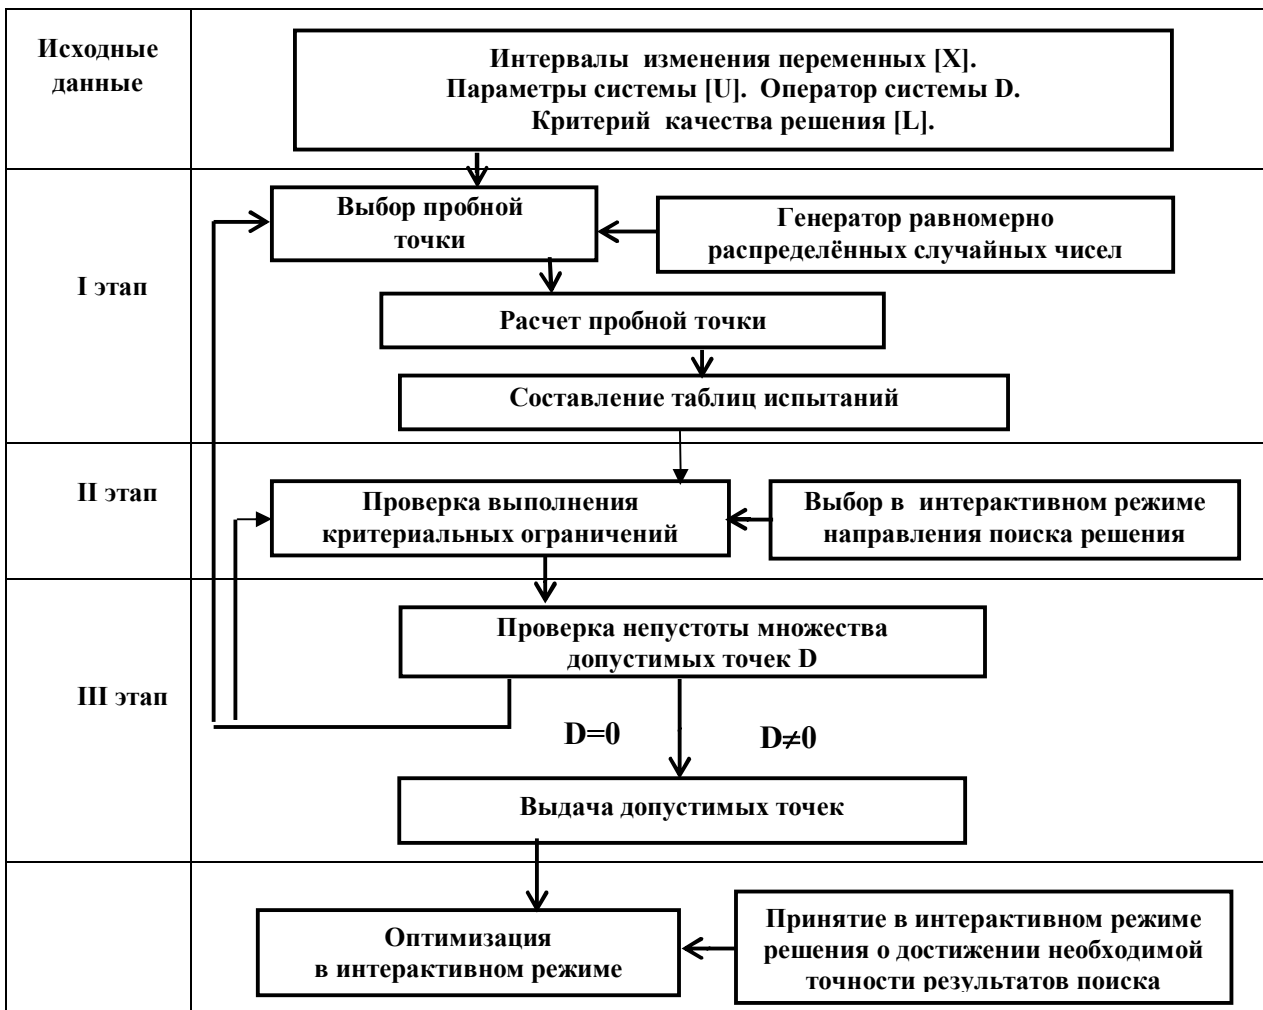 Исходные
данные
Интервалы изменения переменных [X].
Параметры системы [U]. Оператор системы D.
Критерий качества решения [L].
I этап
Выбор пробной
точки
Генератор равномерно
распределённых случайных чисел
Расчет пробной точки
Составление таблиц испытаний
II этап
Проверка выполнения
критериальных ограничений
Выбор в интерактивном режиме
направления поиска решения
III этап
Проверка непустоты множества
допустимых точек D
D=0
D≠0
Выдача допустимых точек
Оптимизация
в интерактивном режиме
Принятие в интерактивном режиме
решения о достижении необходимой
точности результатов поиска